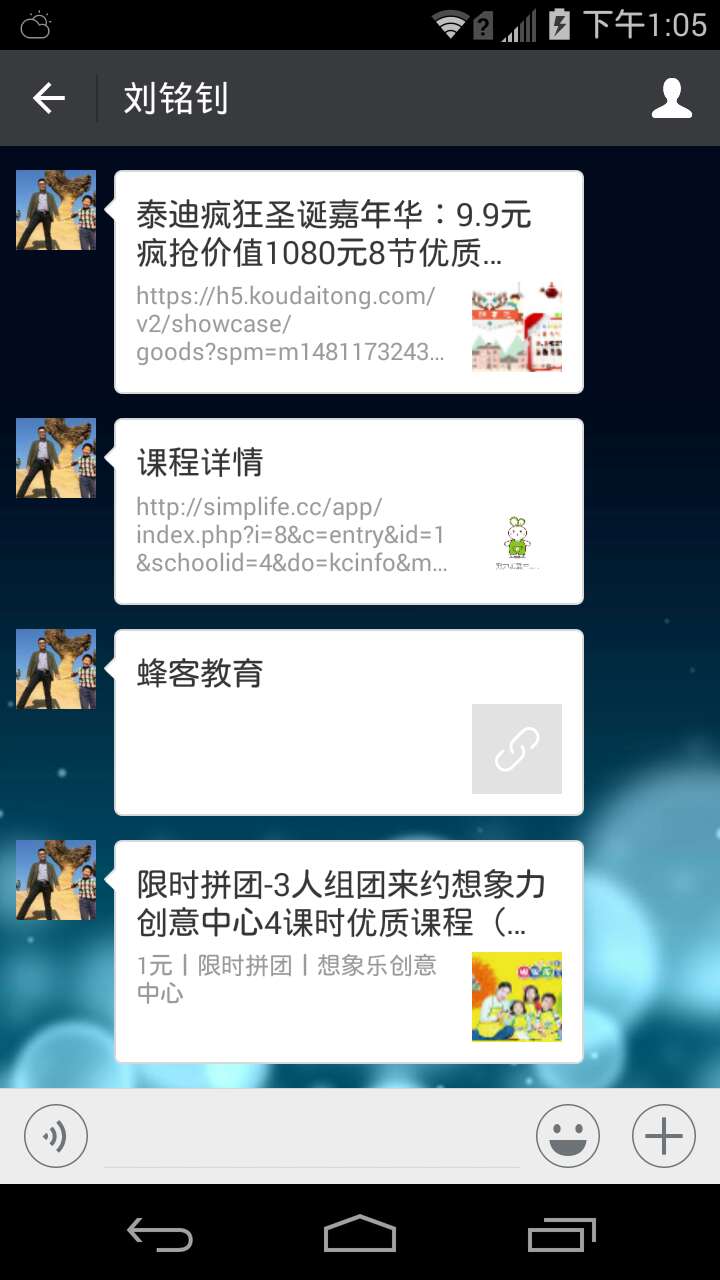 下午1:05
刘铭钊
泰迪疯狂圣诞嘉年华：9.9元
疯抢价值1080元8节优质...
https://h5.koudaitong.com/
v2/showcase/
goods?spm=m1481173243...
课程详情
http://simplife.cc/app/
index.php?i=8&c=entry&id=1
&schoolid=4&do=kcinfo&m...
蜂客教育
限时拼团-3人组团来约想象力
创意中心4课时优质课程（...
1元丨限时拼团丨想象乐创意
中心